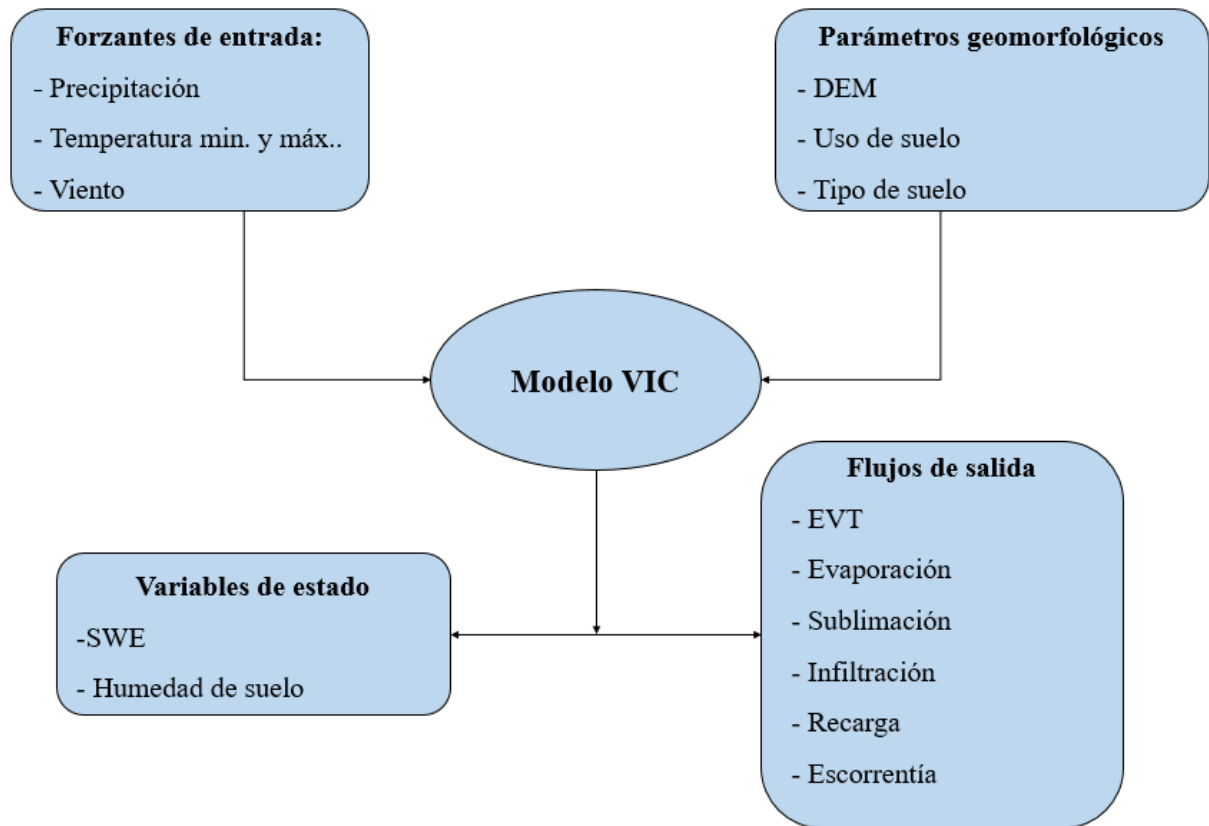 Forzantes de entrada:
- Precipitación
- Temperatura min. y máx..
- Viento
Parámetros geomorfológicos
- DEM
- Uso de suelo
- Tipo de suelo
Modelo VIC
Variables de estado
-SWE
- Humedad de suelo
Flujos de salida
- EVT
- Evaporación
- Sublimación
- Infiltración
- Recarga
- Escorrentía